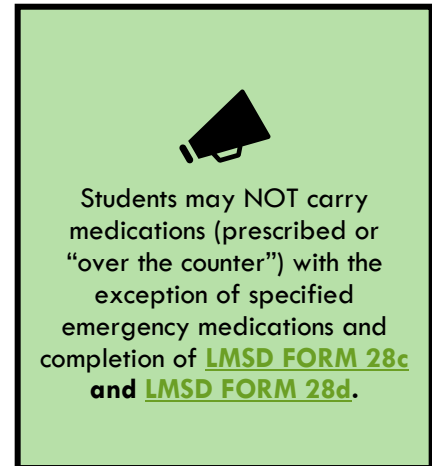 Students may NOT carry
medications (prescribed or
“over the counter”) with the
exception of specified
emergency medications and
completion of LMSD FORM 28c
and LMSD FORM 28d.